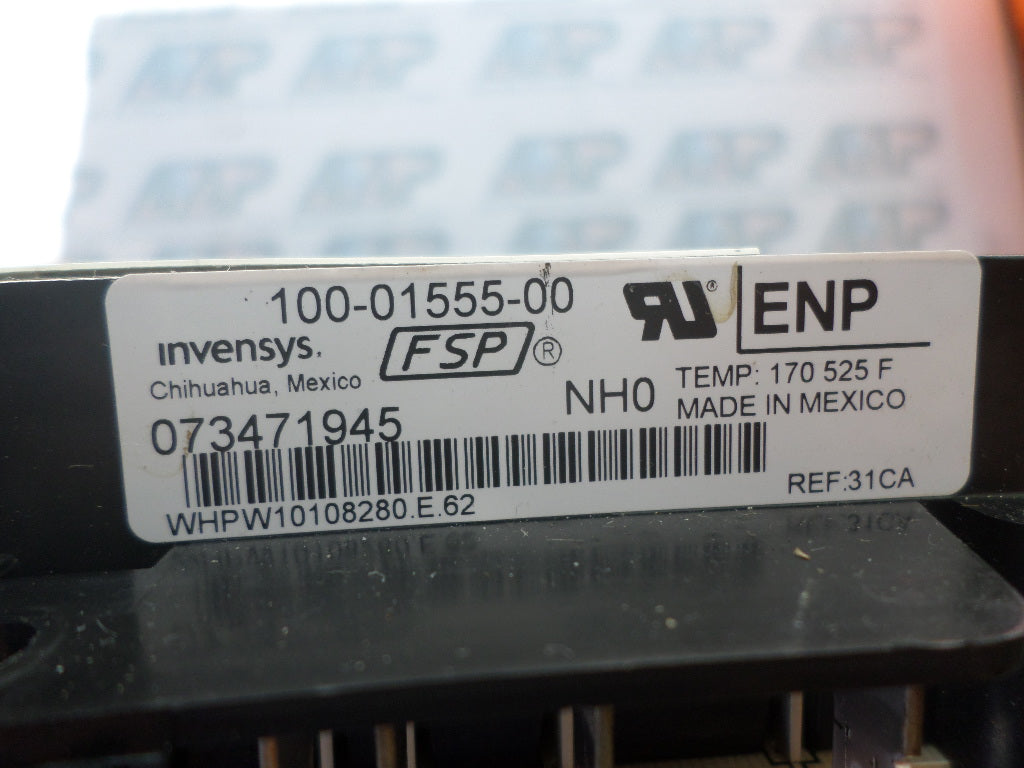 100-01555-00
invensys.
FSP®
Chihuahua, Mexico
ENP
TEMP: 170 525 F
NH0
MADE IN MEXICO
073471945
REF:31CA
WHPW10108280.E.62